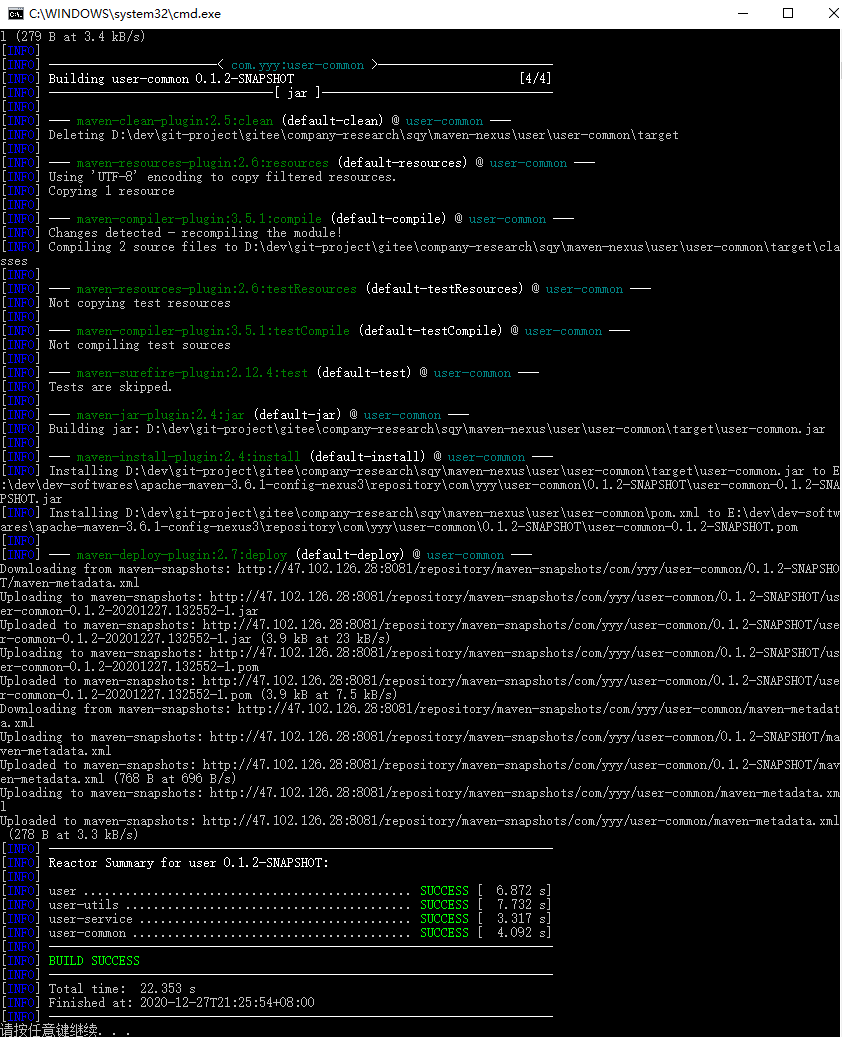 C:\WINDOWS\system32\cmd.exe
l (279 B at 3.4 kB/s)
[INFO]
[INFO] ------------------------< com.yyy:user-common >-------------------------
[INFO] Building user-common 0.1.2-SNAPSHOT                                [4/4]
[INFO] --------------------------------[ jar ]---------------------------------
[INFO]
[INFO] --- maven-clean-plugin:2.5:clean (default-clean) @ user-common ---
[INFO] Deleting D:\dev\git-project\gitee\company-research\sqy\maven-nexus\user\user-common\target
[INFO]
[INFO] --- maven-resources-plugin:2.6:resources (default-resources) @ user-common ---
[INFO] Using 'UTF-8' encoding to copy filtered resources.
[INFO] Copying 1 resource
[INFO]
[INFO] --- maven-compiler-plugin:3.5.1:compile (default-compile) @ user-common ---
[INFO] Changes detected - recompiling the module!
[INFO] Compiling 2 source files to D:\dev\git-project\gitee\company-research\sqy\maven-nexus\user\user-common\target\cla
sses
[INFO]
[INFO] --- maven-resources-plugin:2.6:testResources (default-testResources) @ user-common ---
[INFO] Not copying test resources
[INFO]
[INFO] --- maven-compiler-plugin:3.5.1:testCompile (default-testCompile) @ user-common ---
[INFO] Not compiling test sources
[INFO]
[INFO] --- maven-surefire-plugin:2.12.4:test (default-test) @ user-common ---
[INFO] Tests are skipped.
[INFO]
[INFO] --- maven-jar-plugin:2.4:jar (default-jar) @ user-common ---
[INFO] Building jar: D:\dev\git-project\gitee\company-research\sqy\maven-nexus\user\user-common\target\user-common.jar
[INFO]
[INFO] --- maven-install-plugin:2.4:install (default-install) @ user-common ---
[INFO] Installing D:\dev\git-project\gitee\company-research\sqy\maven-nexus\user\user-common\target\user-common.jar to E
:\dev\dev-softwares\apache-maven-3.6.1-config-nexus3\repository\com\yyy\user-common\0.1.2-SNAPSHOT\user-common-0.1.2-SNA
PSHOT.jar
[INFO] Installing D:\dev\git-project\gitee\company-research\sqy\maven-nexus\user\user-common\pom.xml to E:\dev\dev-softw
ares\apache-maven-3.6.1-config-nexus3\repository\com\yyy\user-common\0.1.2-SNAPSHOT\user-common-0.1.2-SNAPSHOT.pom
[INFO]
[INFO] --- maven-deploy-plugin:2.7:deploy (default-deploy) @ user-common ---
Downloading from maven-snapshots: http://47.102.126.28:8081/repository/maven-snapshots/com/yyy/user-common/0.1.2-SNAPSHO
T/maven-metadata.xml
Uploading to maven-snapshots: http://47.102.126.28:8081/repository/maven-snapshots/com/yyy/user-common/0.1.2-SNAPSHOT/us
er-common-0.1.2-20201227.132552-1.jar
Uploaded to maven-snapshots: http://47.102.126.28:8081/repository/maven-snapshots/com/yyy/user-common/0.1.2-SNAPSHOT/use
r-common-0.1.2-20201227.132552-1.jar (3.9 kB at 23 kB/s)
Uploading to maven-snapshots: http://47.102.126.28:8081/repository/maven-snapshots/com/yyy/user-common/0.1.2-SNAPSHOT/us
er-common-0.1.2-20201227.132552-1.pom
Uploaded to maven-snapshots: http://47.102.126.28:8081/repository/maven-snapshots/com/yyy/user-common/0.1.2-SNAPSHOT/use
r-common-0.1.2-20201227.132552-1.pom (3.9 kB at 7.5 kB/s)
Downloading from maven-snapshots: http://47.102.126.28:8081/repository/maven-snapshots/com/yyy/user-common/maven-metadat
a.xml
Uploading to maven-snapshots: http://47.102.126.28:8081/repository/maven-snapshots/com/yyy/user-common/0.1.2-SNAPSHOT/ma
ven-metadata.xml
Uploaded to maven-snapshots: http://47.102.126.28:8081/repository/maven-snapshots/com/yyy/user-common/0.1.2-SNAPSHOT/mav
en-metadata.xml (768 B at 696 B/s)
Uploading to maven-snapshots: http://47.102.126.28:8081/repository/maven-snapshots/com/yyy/user-common/maven-metadata.xm
l
Uploaded to maven-snapshots: http://47.102.126.28:8081/repository/maven-snapshots/com/yyy/user-common/maven-metadata.xml
 (278 B at 3.3 kB/s)
[INFO] ------------------------------------------------------------------------
[INFO] Reactor Summary for user 0.1.2-SNAPSHOT:
[INFO]
[INFO] user ............................................... SUCCESS [  6.872 s]
[INFO] user-utils ......................................... SUCCESS [  7.732 s]
[INFO] user-service ....................................... SUCCESS [  3.317 s]
[INFO] user-common ........................................ SUCCESS [  4.092 s]
[INFO] ------------------------------------------------------------------------
[INFO] BUILD SUCCESS
[INFO] ------------------------------------------------------------------------
[INFO] Total time:  22.353 s
[INFO] Finished at: 2020-12-27T21:25:54+08:00
[INFO] ------------------------------------------------------------------------
请按任意键继续. . .